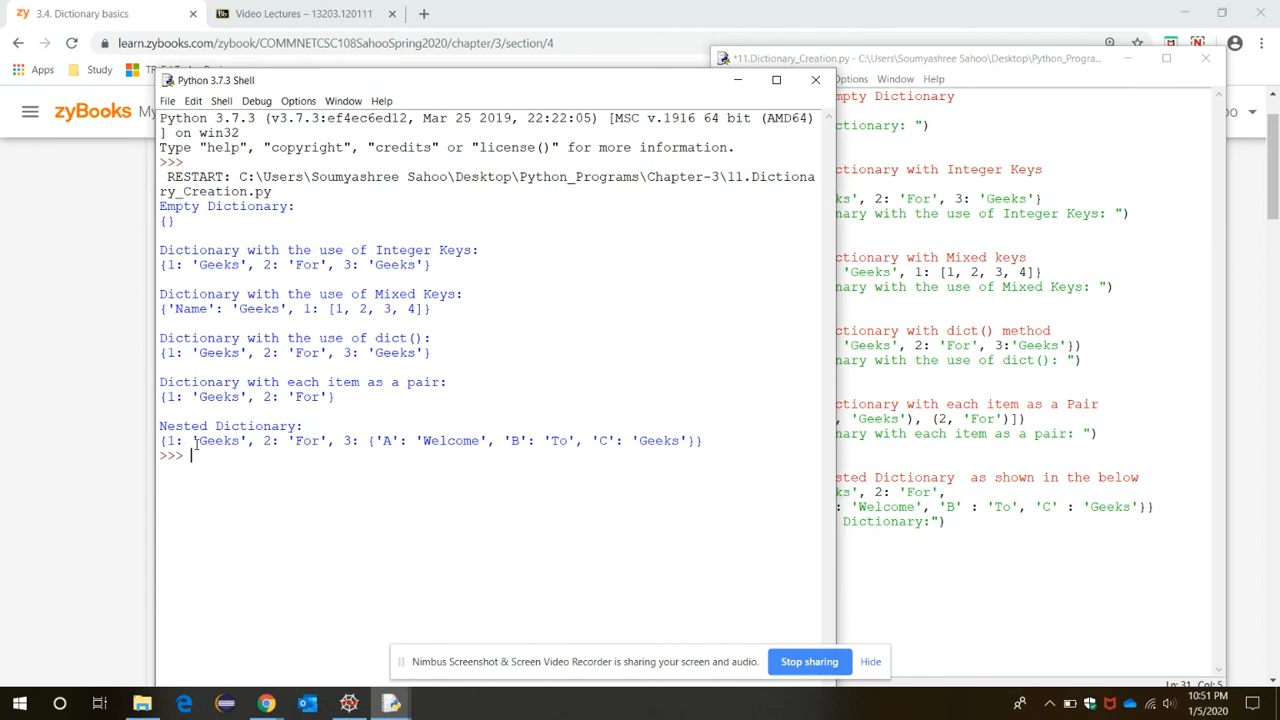 3.4. Dictionary basics
Video Lectures – 13203.120111
learn.zybooks.com/zybook/COMMNETCSC108SahooSpring2020/chapter/3/section/4
Apps
Study
zyBooks
My
*11.Dictionary_Creation.py - C:\Users\Soumyashree Sahoo\Desktop\Python_Progra...
Options Window Help
Python 3.7.3 Shell
File Edit Shell Debug Options Window Help
Python 3.7.3 (v3.7.3:ef4ec6ed12, Mar 25 2019, 22:22:05) [MSC v.1916 64 bit (AMD64)
] on win32
Type "help", "copyright", "credits" or "license()" for more information.
>>>
RESTART: C:\Users\Soumyashree Sahoo\Desktop\Python_Programs\Chapter-3\11.Dictiona
ry_Creation.py
Empty Dictionary:
{}
Dictionary with the use of Integer Keys:
{1: 'Geeks', 2: 'For', 3: 'Geeks'}
Dictionary with the use of Mixed Keys:
{'Name': 'Geeks', 1: [1, 2, 3, 4]}
Dictionary with the use of dict():
{1: 'Geeks', 2: 'For', 3: 'Geeks'}
Dictionary with each item as a pair:
{1: 'Geeks', 2: 'For'}
Nested Dictionary:
{1: 'Geeks', 2: 'For', 3: {'A': 'Welcome', 'B': 'To', 'C': 'Geeks'}}
>>>
mpty Dictionary
ctionary: ")
ctionary with Integer Keys
ks', 2: 'For', 3: 'Geeks'}
nary with the use of Integer Keys: ")
ctionary with Mixed keys
'Geeks', 1: [1, 2, 3, 4]}
nary with the use of Mixed Keys: ")
ctionary with dict() method
'Geeks', 2: 'For', 3:'Geeks'})
nary with the use of dict(): ")
ctionary with each item as a Pair
'Geeks'), (2, 'For')])
nary with each item as a pair: ")
sted Dictionary  as shown in the below
ks', 2: 'For',
: 'Welcome', 'B' : 'To', 'C' : 'Geeks'}}
Dictionary:")
Nimbus Screenshot & Screen Video Recorder is sharing your screen and audio.
Stop sharing
Hide
Ln: 31 Col: 5
10:51 PM
1/5/2020